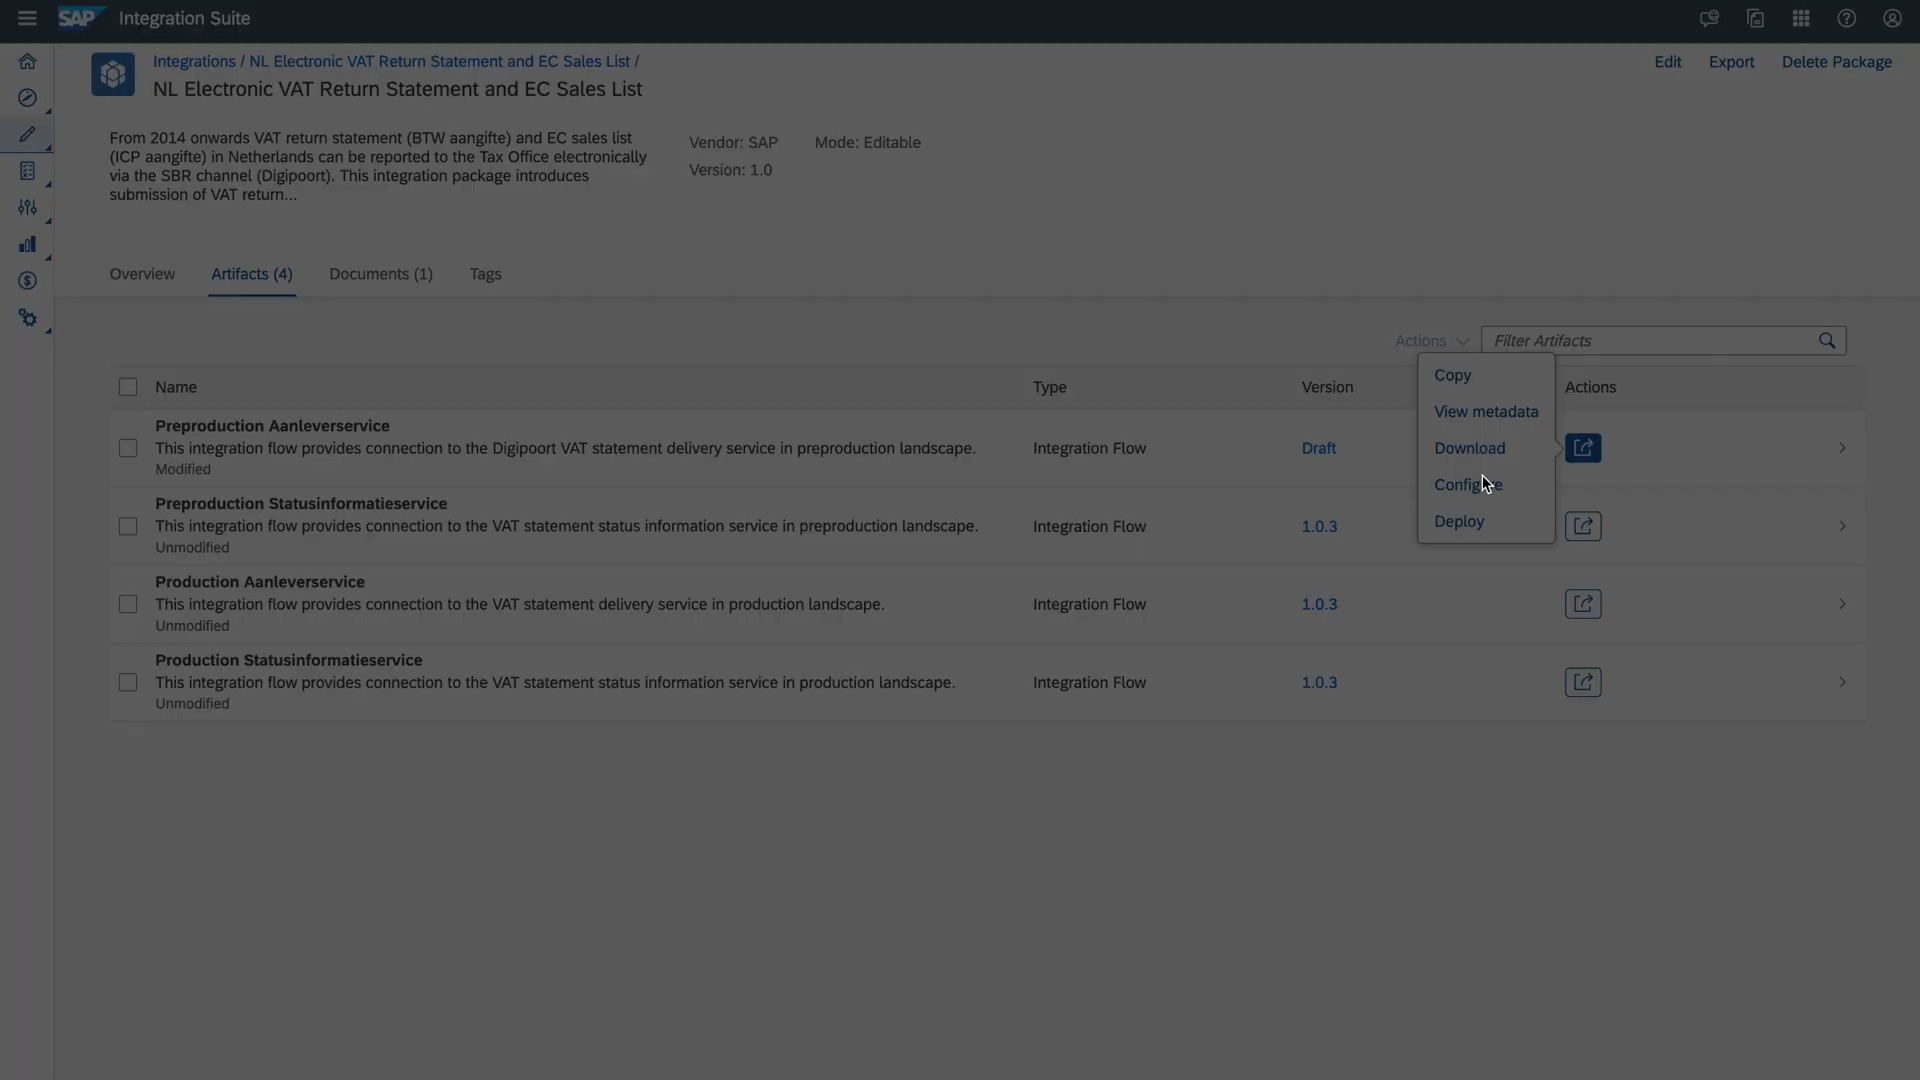 SAP Integration Suite
Integrations / NL Electronic VAT Return Statement and EC Sales List /
Edit Export Delete Package
NL Electronic VAT Return Statement and EC Sales List
From 2014 onwards VAT return statement (BTW aangifte) and EC sales list
(ICP aangifte) in Netherlands can be reported to the Tax Office electronically
via the SBR channel (Digipoort). This integration package introduces
submission of VAT return...
Vendor: SAP Mode: Editable
Version: 1.0
Overview Artifacts (4) Documents (1) Tags
Actions Filter Artifacts
Name Type Version Actions
Preproduction Aanleverservice
This integration flow provides connection to the Digipoort VAT statement delivery service in preproduction landscape. Integration Flow Draft
Modified
Preproduction Statusinformatieservice
This integration flow provides connection to the VAT statement status information service in preproduction landscape. Integration Flow 1.0.3
Unmodified
Production Aanleverservice
This integration flow provides connection to the VAT statement delivery service in production landscape. Integration Flow 1.0.3
Unmodified
Production Statusinformatieservice
This integration flow provides connection to the VAT statement status information service in production landscape. Integration Flow 1.0.3
Unmodified
Copy
View metadata
Download
Configure
Deploy